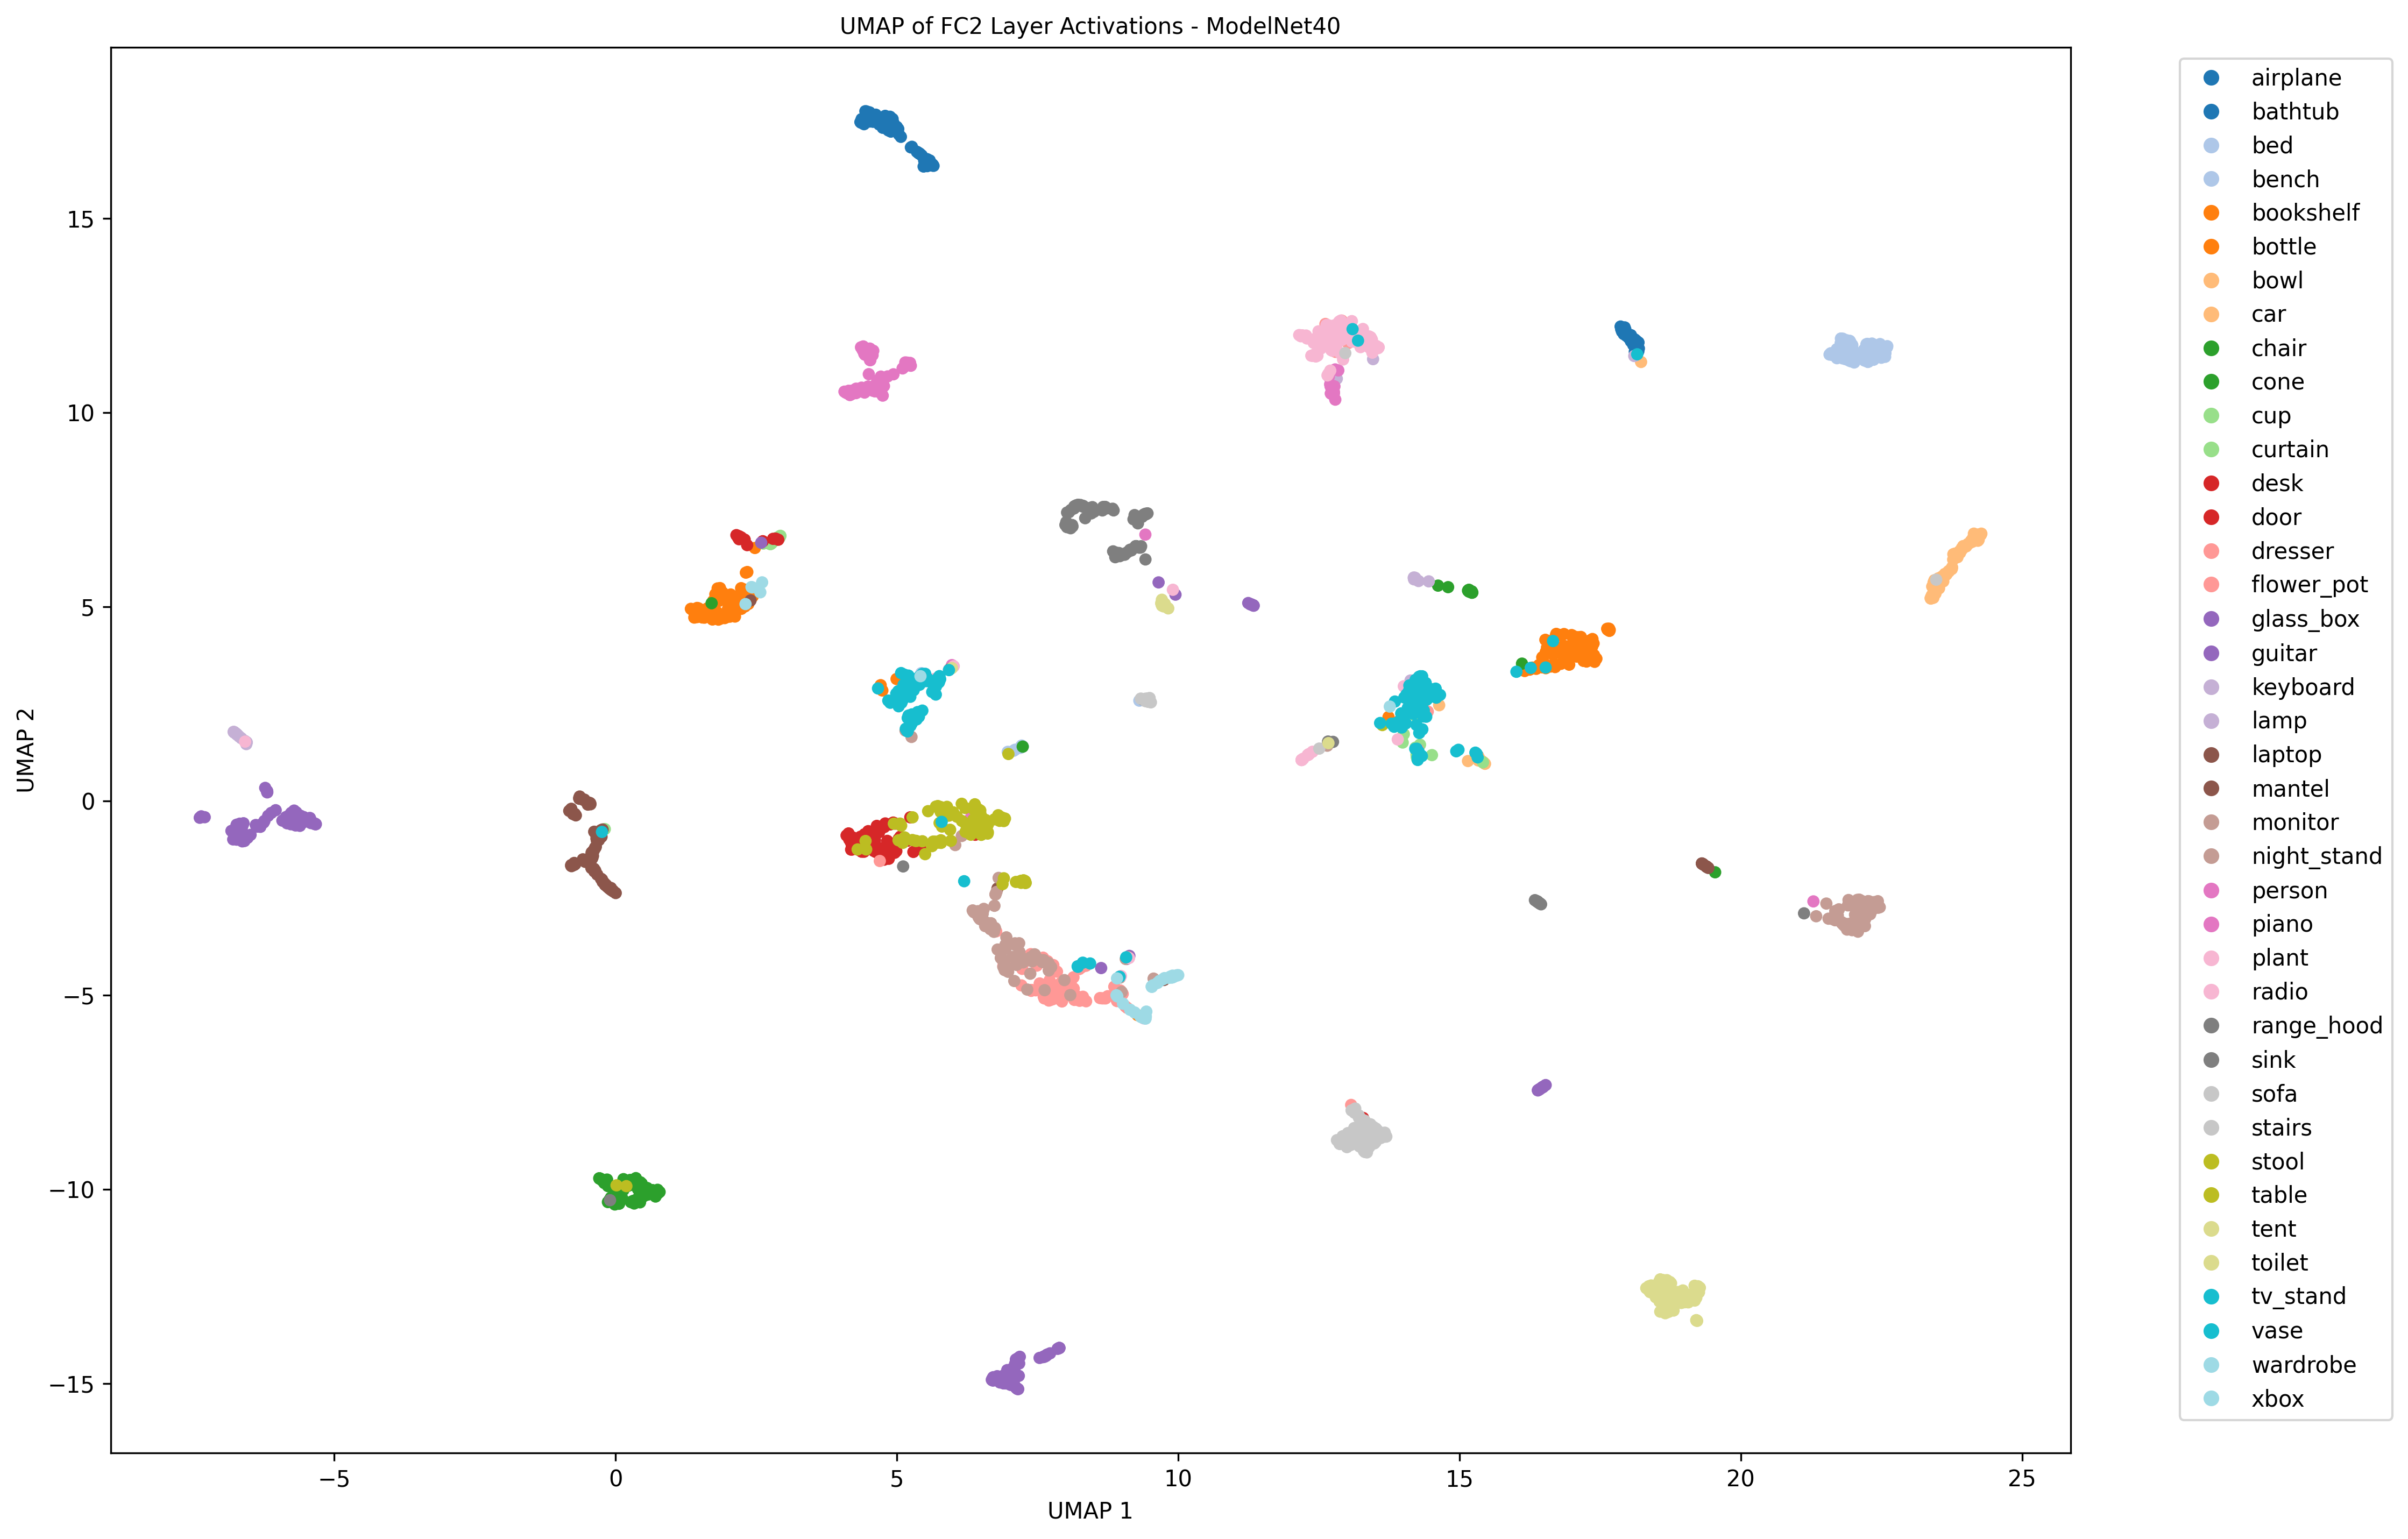 UMAP of FC2 Layer Activations - ModelNet40
airplane
bathtub
bed
bench
bookshelf
bottle
bowl
car
chair
cone
cup
curtain
desk
door
dresser
flower_pot
glass_box
guitar
keyboard
lamp
laptop
mantel
monitor
night_stand
person
piano
plant
radio
range_hood
sink
sofa
stairs
stool
table
tent
toilet
tv_stand
vase
wardrobe
xbox
UMAP 2
15
10
5
0
−5
−10
−15
−5 0 5 10 15 20 25
UMAP 1